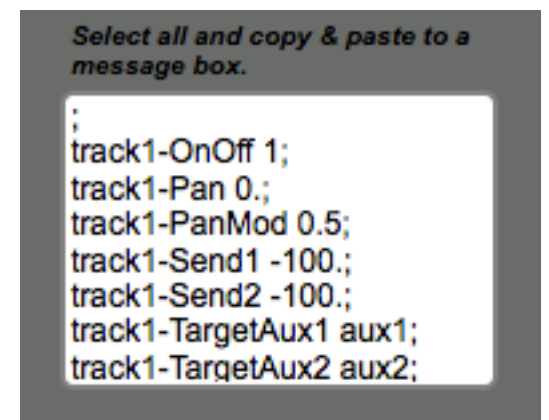 Select all and copy & paste to a
message box.
;
track1-OnOff 1;
track1-Pan 0.;
track1-PanMod 0.5;
track1-Send1 -100.;
track1-Send2 -100.;
track1-TargetAux1 aux1;
track1-TargetAux2 aux2;